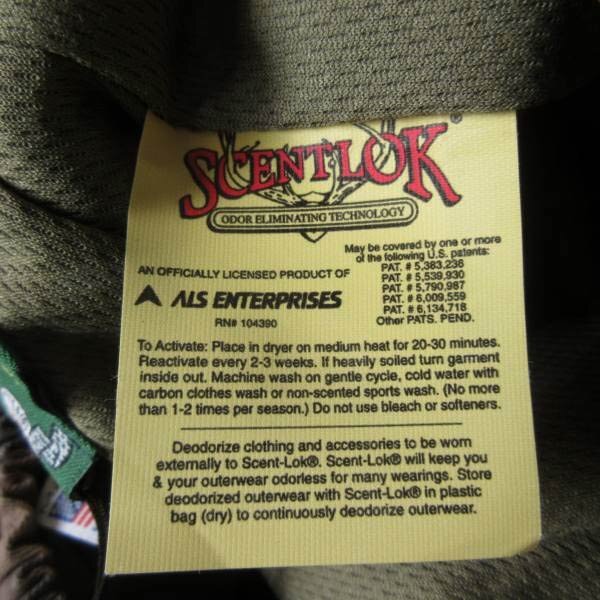 SCENT-LOK®
ODOR ELIMINATING TECHNOLOGY
May be covered by one or more
of the following U.S. patents:
PAT. # 5,383,236
PAT. # 5,539,930
PAT. # 5,790,987
PAT. # 6,009,559
PAT. # 6,134,718
Other PATS. PEND.
AN OFFICIALLY LICENSED PRODUCT OF
ALS ENTERPRISES
RN# 104390
To Activate: Place in dryer on medium heat for 20-30 minutes.
Reactivate every 2-3 weeks. If heavily soiled turn garment
inside out. Machine wash on gentle cycle, cold water with
carbon clothes wash or non-scented sports wash. (No more
than 1-2 times per season.) Do not use bleach or softeners.
Deodorize clothing and accessories to be worn
externally to Scent-Lok®. Scent-Lok® will keep you
& your outerwear odorless for many wearings. Store
deodorized outerwear with Scent-Lok® in plastic
bag (dry) to continuously deodorize outerwear.